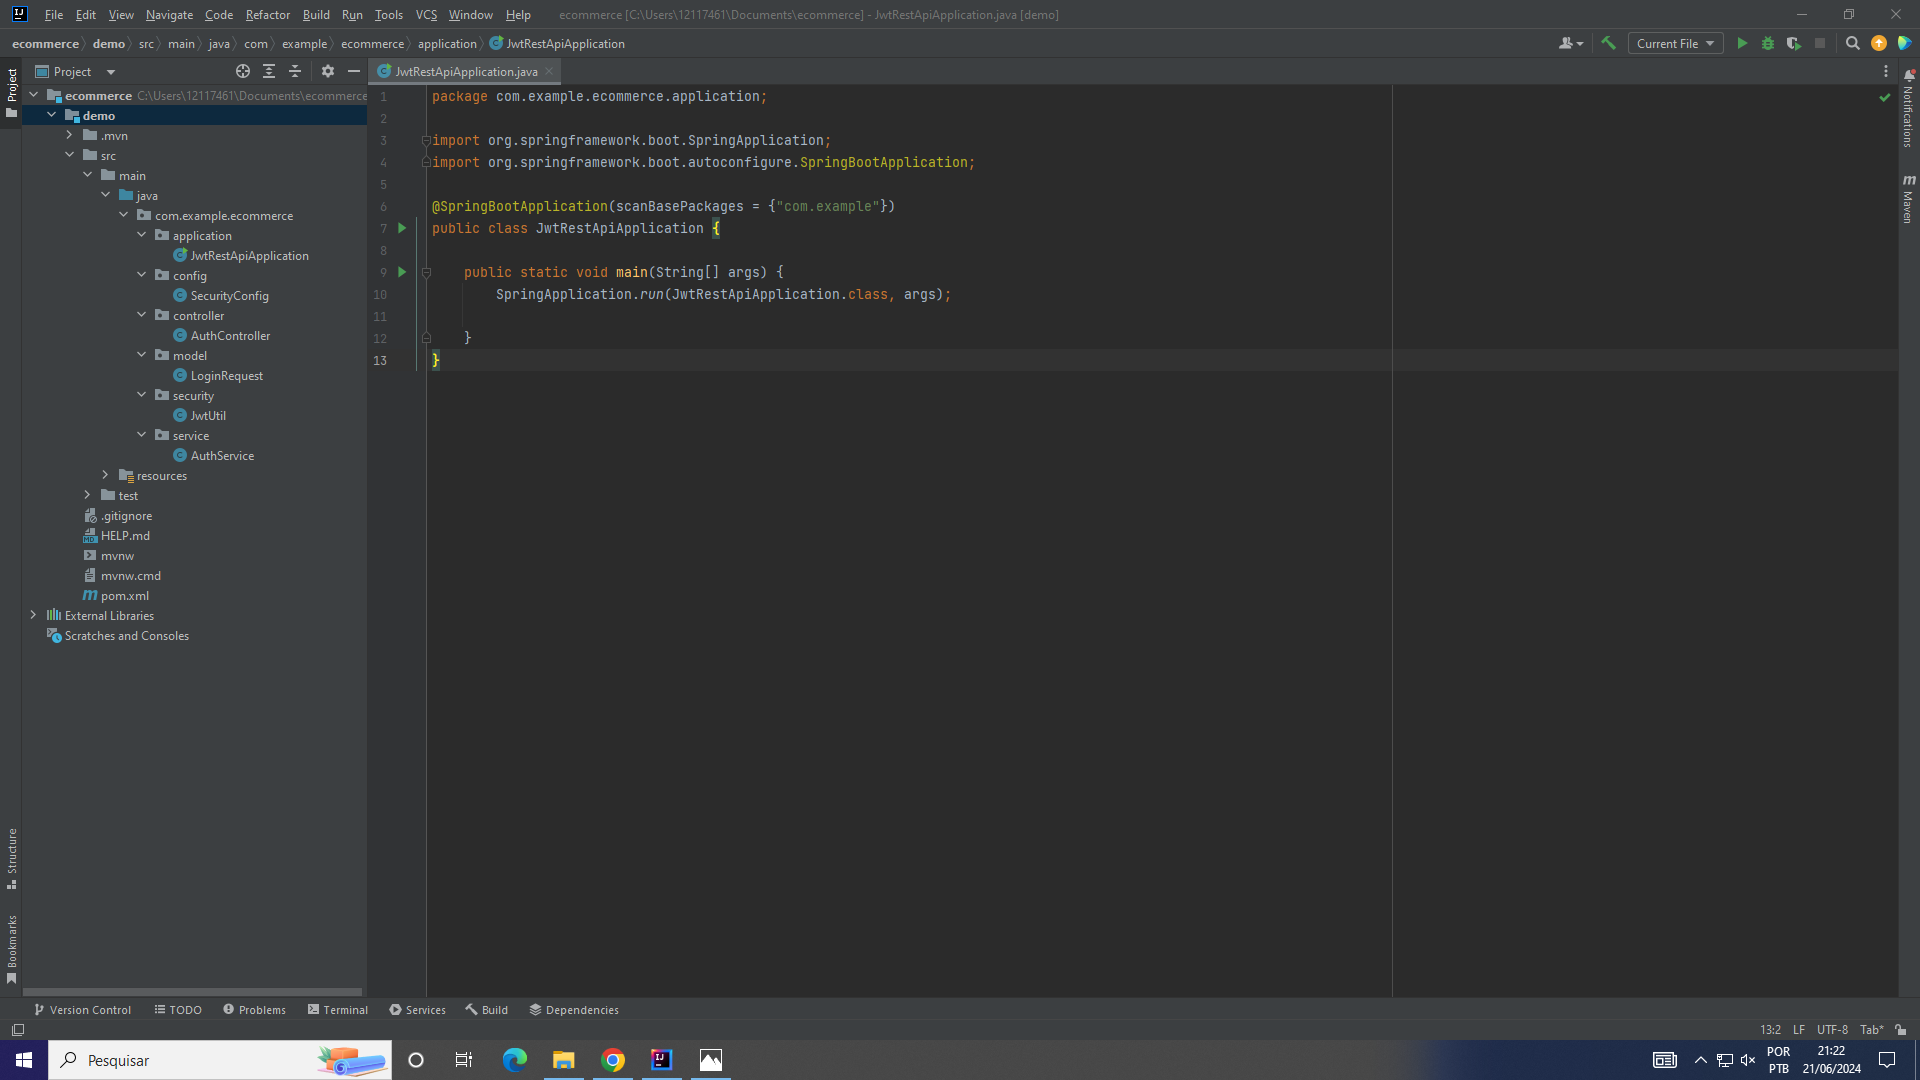 File Edit View Navigate Code Refactor Build Run Tools VCS Window Help ecommerce [C:\Users\12117461\Documents\ecommerce] - JwtRestApiApplication.java [demo]
ecommerce demo src main java com example ecommerce application JwtRestApiApplication
Current File
Project
JwtRestApiApplication.java
Project
Structure
Bookmarks
ecommerce C:\Users\12117461\Documents\ecommerce
demo
.mvn
src
main
java
com.example.ecommerce
application
JwtRestApiApplication
config
SecurityConfig
controller
AuthController
model
LoginRequest
security
JwtUtil
service
AuthService
resources
test
.gitignore
HELP.md
mvnw
mvnw.cmd
pom.xml
External Libraries
Scratches and Consoles
1 package com.example.ecommerce.application;
2
3 import org.springframework.boot.SpringApplication;
4 import org.springframework.boot.autoconfigure.SpringBootApplication;
5
6 @SpringBootApplication(scanBasePackages = {"com.example"})
7 public class JwtRestApiApplication {
8
9 public static void main(String[] args) {
10 SpringApplication.run(JwtRestApiApplication.class, args);
11
12 }
13 }
Notifications
Maven
Version Control TODO Problems Terminal Services Build Dependencies
13:2 LF UTF-8 Tab*
Pesquisar
POR
PTB
21:22
21/06/2024